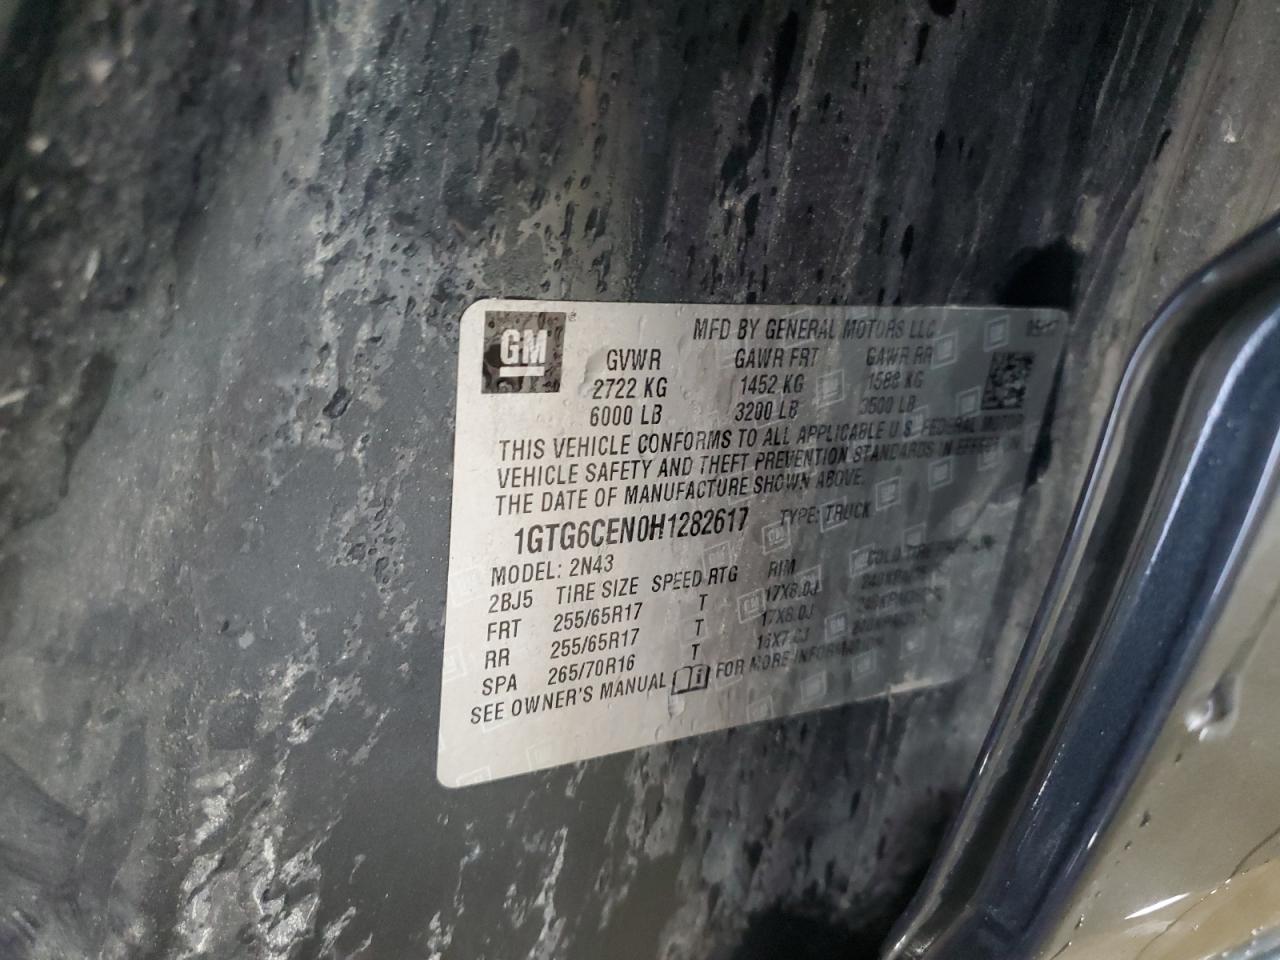 GM
MFD BY GENERAL MOTORS LLC
GVWR GAWR FRT GAWR RR
2722 KG 1452 KG 1588 KG
6000 LB 3200 LB 3500 LB
THIS VEHICLE CONFORMS TO ALL APPLICABLE U.S. FEDERAL MOTOR
VEHICLE SAFETY AND THEFT PREVENTION STANDARDS IN EFFECT ON
THE DATE OF MANUFACTURE SHOWN ABOVE.
1GTG6CEN0H1282617 TYPE: TRUCK
MODEL: 2N43
2BJ5 TIRE SIZE SPEED RTG RIM
FRT 255/65R17 T 17X8.0J
RR 255/65R17 T 17X8.0J
SPA 265/70R16 T 16X7.0J
SEE OWNER'S MANUAL FOR MORE INFORMATION